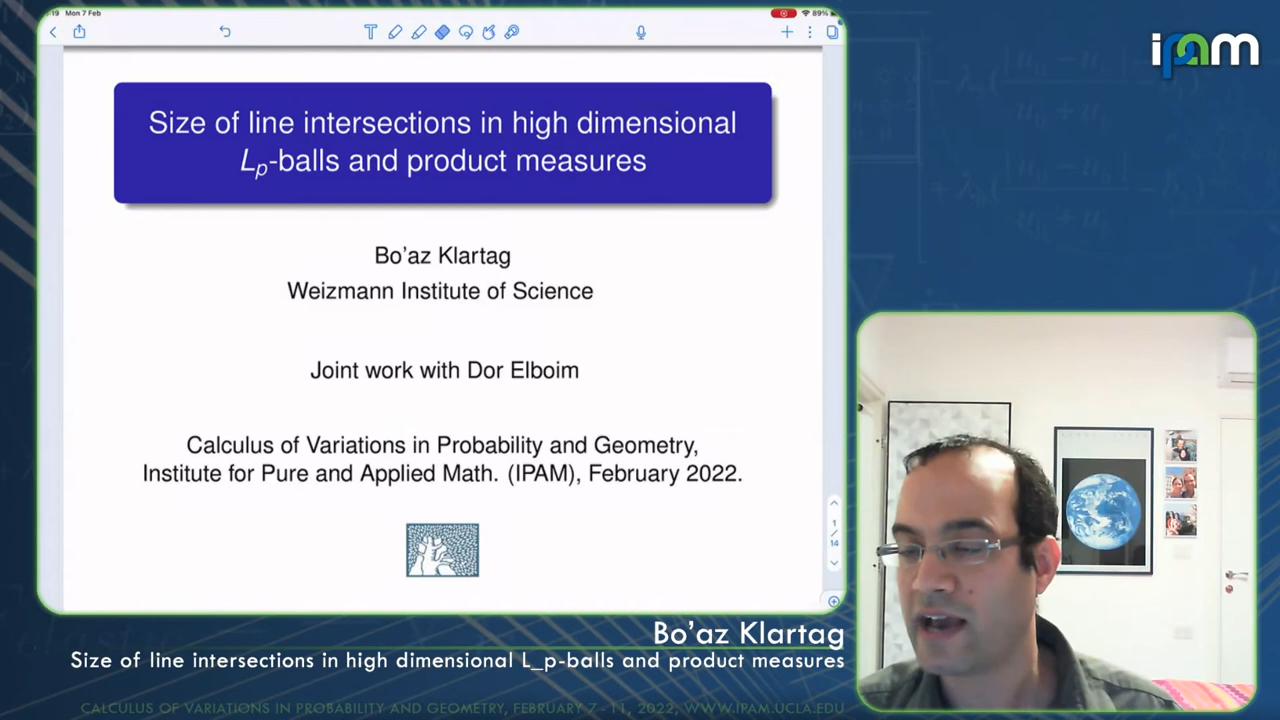 19 Mon 7 Feb
89%
ipam
Size of line intersections in high dimensional
Lp-balls and product measures
Bo'az Klartag
Weizmann Institute of Science
Joint work with Dor Elboim
Calculus of Variations in Probability and Geometry,
Institute for Pure and Applied Math. (IPAM), February 2022.
1
/
14
Bo'az Klartag
Size of line intersections in high dimensional L_p-balls and product measures
CALCULUS OF VARIATIONS IN PROBABILITY AND GEOMETRY, FEBRUARY 7 - 11, 2022, WWW.IPAM.UCLA.EDU